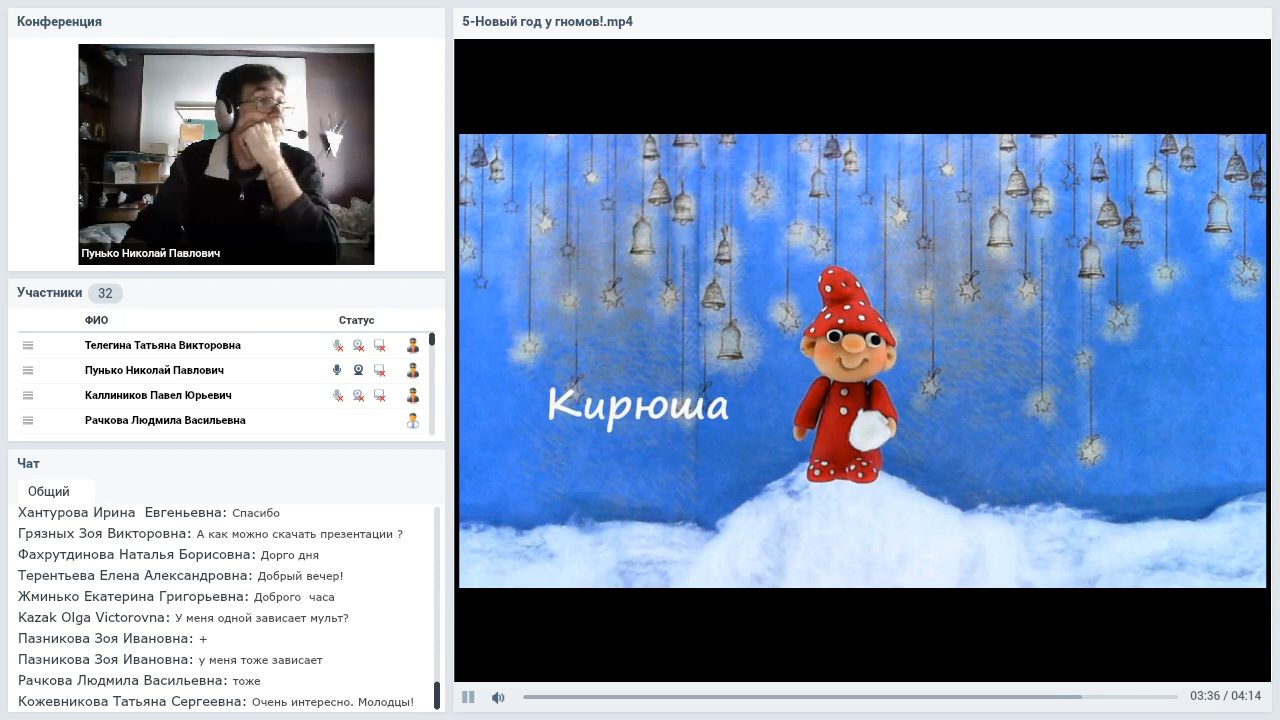 Конференция
Пунько Николай Павлович
Участники 32
ФИО Статус
Телегина Татьяна Викторовна
Пунько Николай Павлович
Каллиников Павел Юрьевич
Рачкова Людмила Васильевна
Чат
Общий
Хантурова Ирина Евгеньевна: Спасибо
Грязных Зоя Викторовна: А как можно скачать презентации ?
Фахрутдинова Наталья Борисовна: Дорго дня
Терентьева Елена Александровна: Добрый вечер!
Жминько Екатерина Григорьевна: Доброго часа
Kazak Olga Victorovna: У меня одной зависает мульт?
Пазникова Зоя Ивановна: +
Пазникова Зоя Ивановна: у меня тоже зависает
Рачкова Людмила Васильевна: тоже
Кожевникова Татьяна Сергеевна: Очень интересно. Молодцы!
5-Новый год у гномов!.mp4
Кирюша
03:36 / 04:14